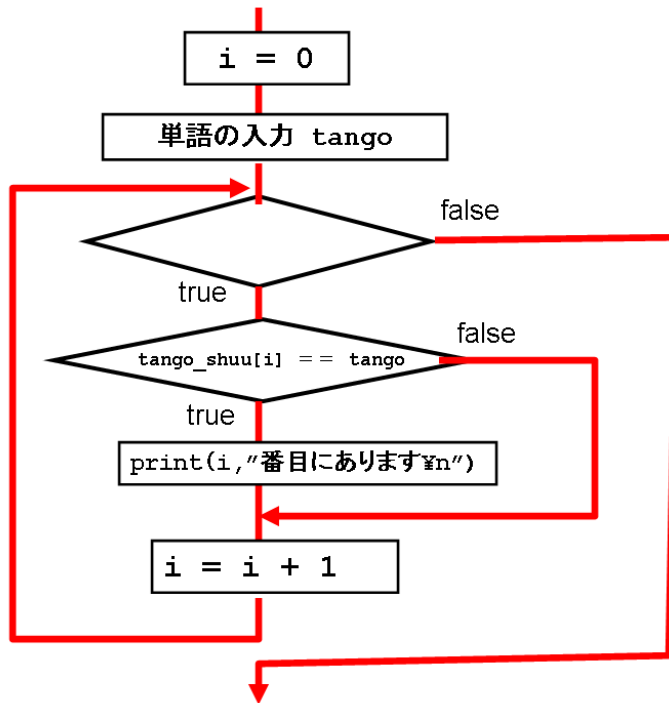 i = 0
単語の入力 tango
false
true
false
tango_shuu[i] == tango
true
print(i,"番目にあります¥n")
i = i + 1